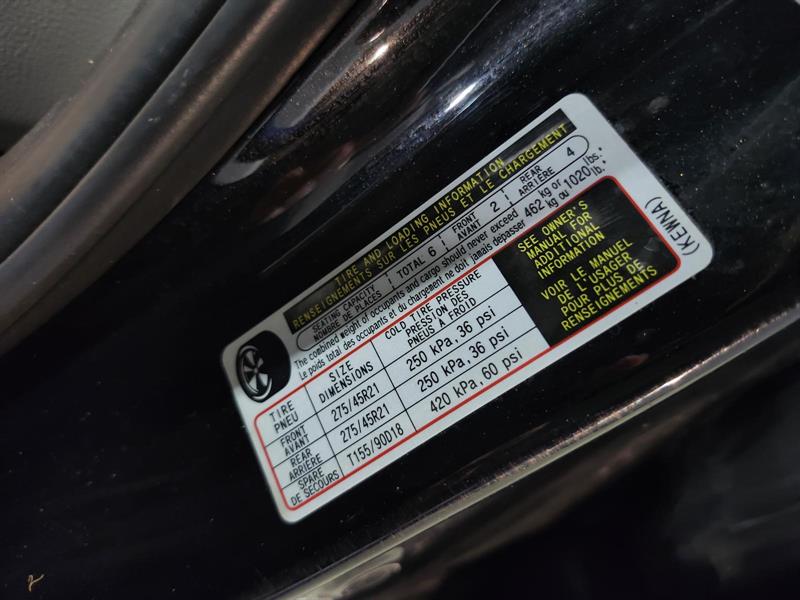 TIRE AND LOADING INFORMATION
RENSEIGNEMENTS SUR LES PNEUS ET LE CHARGEMENT
SEATING CAPACITY
NOMBRE DE PLACES
TOTAL 6
FRONT
AVANT
2
REAR
ARRIÈRE
4
The combined weight of occupants and cargo should never exceed 462 kg or 1020 lbs.
Le poids total des occupants et du chargement ne doit jamais dépasser 462 kg ou 1020 lb.
TIRE
PNEU
SIZE
DIMENSIONS
COLD TIRE PRESSURE
PRESSION DES
PNEUS A FROID
FRONT
AVANT
275/45R21
250 kPa, 36 psi
REAR
ARRIÈRE
275/45R21
250 kPa, 36 psi
SPARE
DE SECOURS
T155/90D18
420 kPa, 60 psi
SEE OWNER'S
MANUAL FOR
ADDITIONAL
INFORMATION
VOIR LE MANUEL
DE L'USAGER
POUR PLUS DE
RENSEIGNEMENTS
(KEWNA)